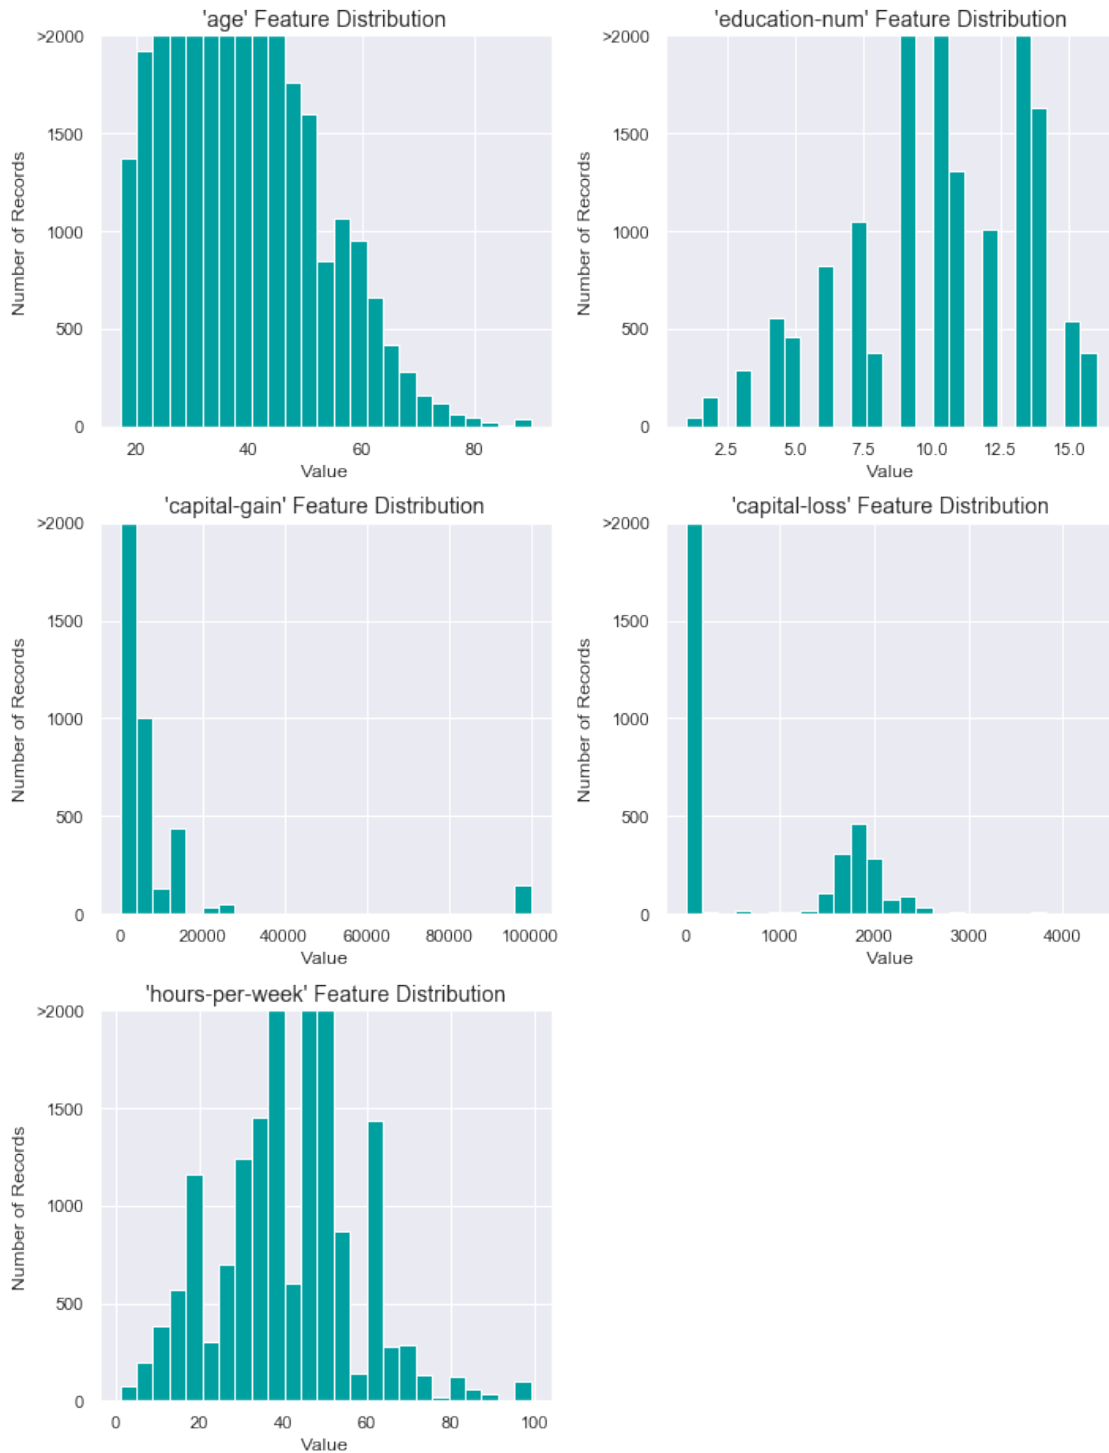 'age' Feature Distribution
>2000
1500
1000
500
0
Number of Records
20 40 60 80
Value
'education-num' Feature Distribution
>2000
1500
1000
500
0
Number of Records
2.5 5.0 7.5 10.0 12.5 15.0
Value
'capital-gain' Feature Distribution
>2000
1500
1000
500
0
Number of Records
0 20000 40000 60000 80000 100000
Value
'capital-loss' Feature Distribution
>2000
1500
1000
500
0
Number of Records
0 1000 2000 3000 4000
Value
'hours-per-week' Feature Distribution
>2000
1500
1000
500
0
Number of Records
0 20 40 60 80 100
Value